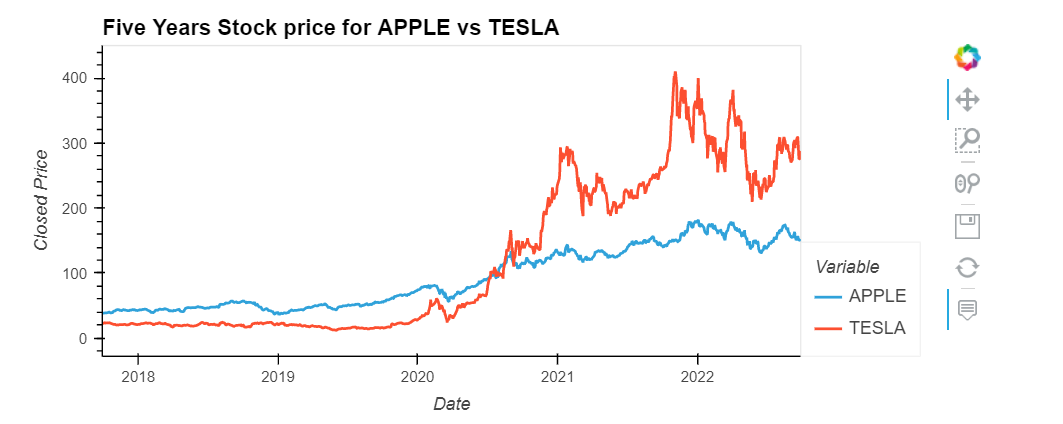 Five Years Stock price for APPLE vs TESLA
Closed Price
400
300
200
100
0
2018 2019 2020 2021 2022
Date
Variable
APPLE
TESLA